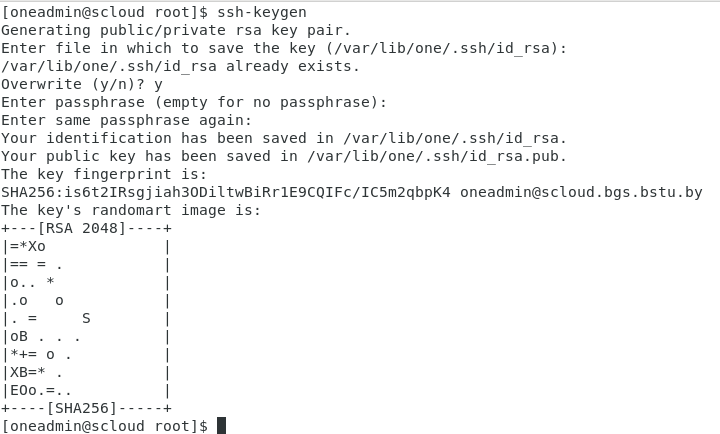 [oneadmin@scloud root]$ ssh-keygen
Generating public/private rsa key pair.
Enter file in which to save the key (/var/lib/one/.ssh/id_rsa):
/var/lib/one/.ssh/id_rsa already exists.
Overwrite (y/n)? y
Enter passphrase (empty for no passphrase):
Enter same passphrase again:
Your identification has been saved in /var/lib/one/.ssh/id_rsa.
Your public key has been saved in /var/lib/one/.ssh/id_rsa.pub.
The key fingerprint is:
SHA256:is6t2IRsgjiah3ODiltwBiRr1E9CQIFc/IC5m2qbpK4 oneadmin@scloud.bgs.bstu.by
The key's randomart image is:
+---[RSA 2048]----+
|=*Xo             |
|== = .           |
|o.. *            |
|.o   o           |
|. =     S        |
|oB . . .         |
|*+= o .          |
|XB=* .           |
|EOo.=..          |
+----[SHA256]-----+
[oneadmin@scloud root]$